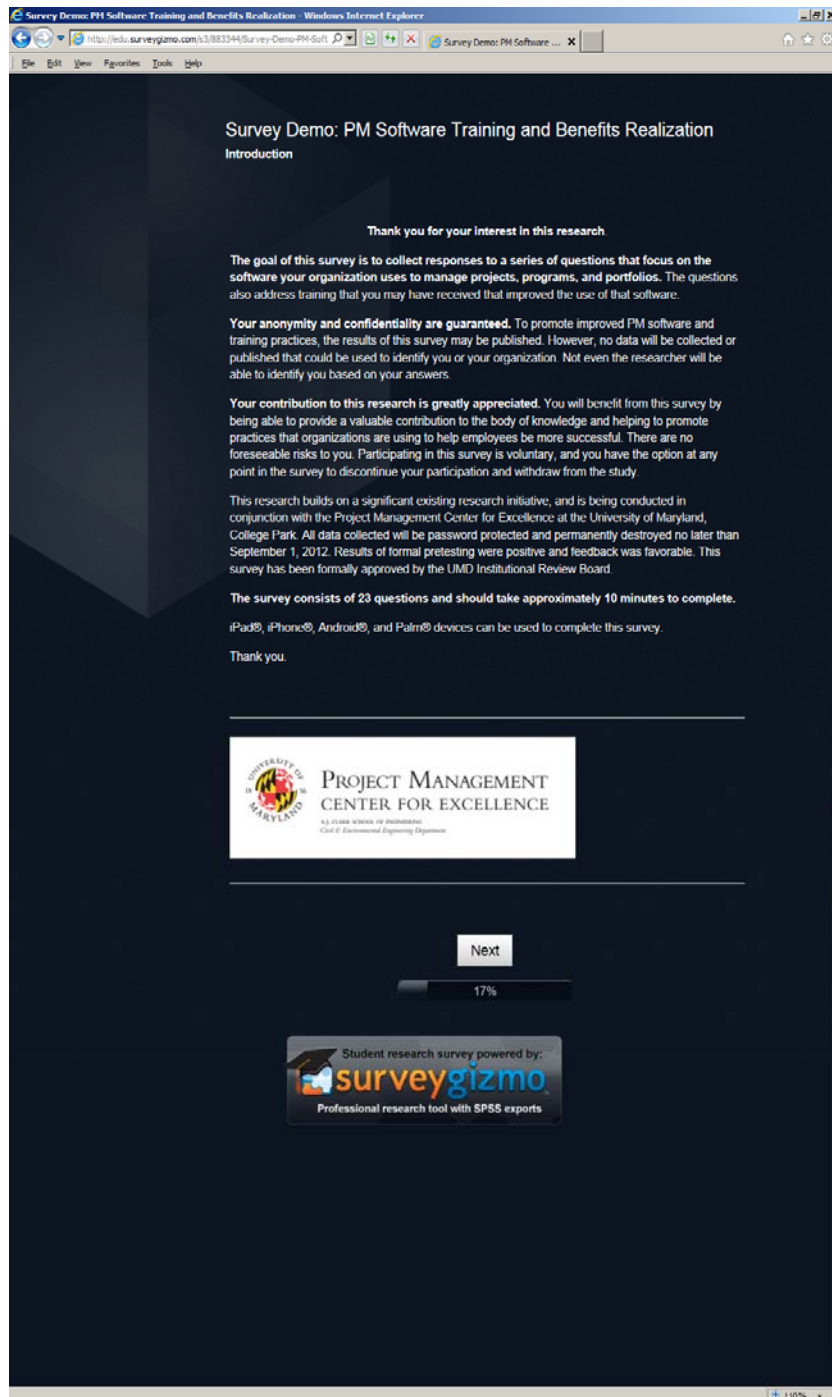 Survey Demo: PM Software Training and Benefits Realization - Windows Internet Explorer
http://edu.surveygizmo.com/s3/883344/Survey-Demo-PM-Soft
Survey Demo: PM Software ...
File Edit View Favorites Tools Help
Survey Demo: PM Software Training and Benefits Realization
Introduction
Thank you for your interest in this research.
The goal of this survey is to collect responses to a series of questions that focus on the
software your organization uses to manage projects, programs, and portfolios. The questions
also address training that you may have received that improved the use of that software.
Your anonymity and confidentiality are guaranteed. To promote improved PM software and
training practices, the results of this survey may be published. However, no data will be collected or
published that could be used to identify you or your organization. Not even the researcher will be
able to identify you based on your answers.
Your contribution to this research is greatly appreciated. You will benefit from this survey by
being able to provide a valuable contribution to the body of knowledge and helping to promote
practices that organizations are using to help employees be more successful. There are no
foreseeable risks to you. Participating in this survey is voluntary, and you have the option at any
point in the survey to discontinue your participation and withdraw from the study.
This research builds on a significant existing research initiative, and is being conducted in
conjunction with the Project Management Center for Excellence at the University of Maryland,
College Park. All data collected will be password protected and permanently destroyed no later than
September 1, 2012. Results of formal pretesting were positive and feedback was favorable. This
survey has been formally approved by the UMD Institutional Review Board.
The survey consists of 23 questions and should take approximately 10 minutes to complete.
iPad®, iPhone®, Android®, and Palm® devices can be used to complete this survey.
Thank you.
UNIVERSITY OF
18 56
MARYLAND
PROJECT MANAGEMENT
CENTER FOR EXCELLENCE
A.J. CLARK SCHOOL OF ENGINEERING
Civil & Environmental Engineering Department
Next
17%
Student research survey powered by:
surveygizmo
Professional research tool with SPSS exports